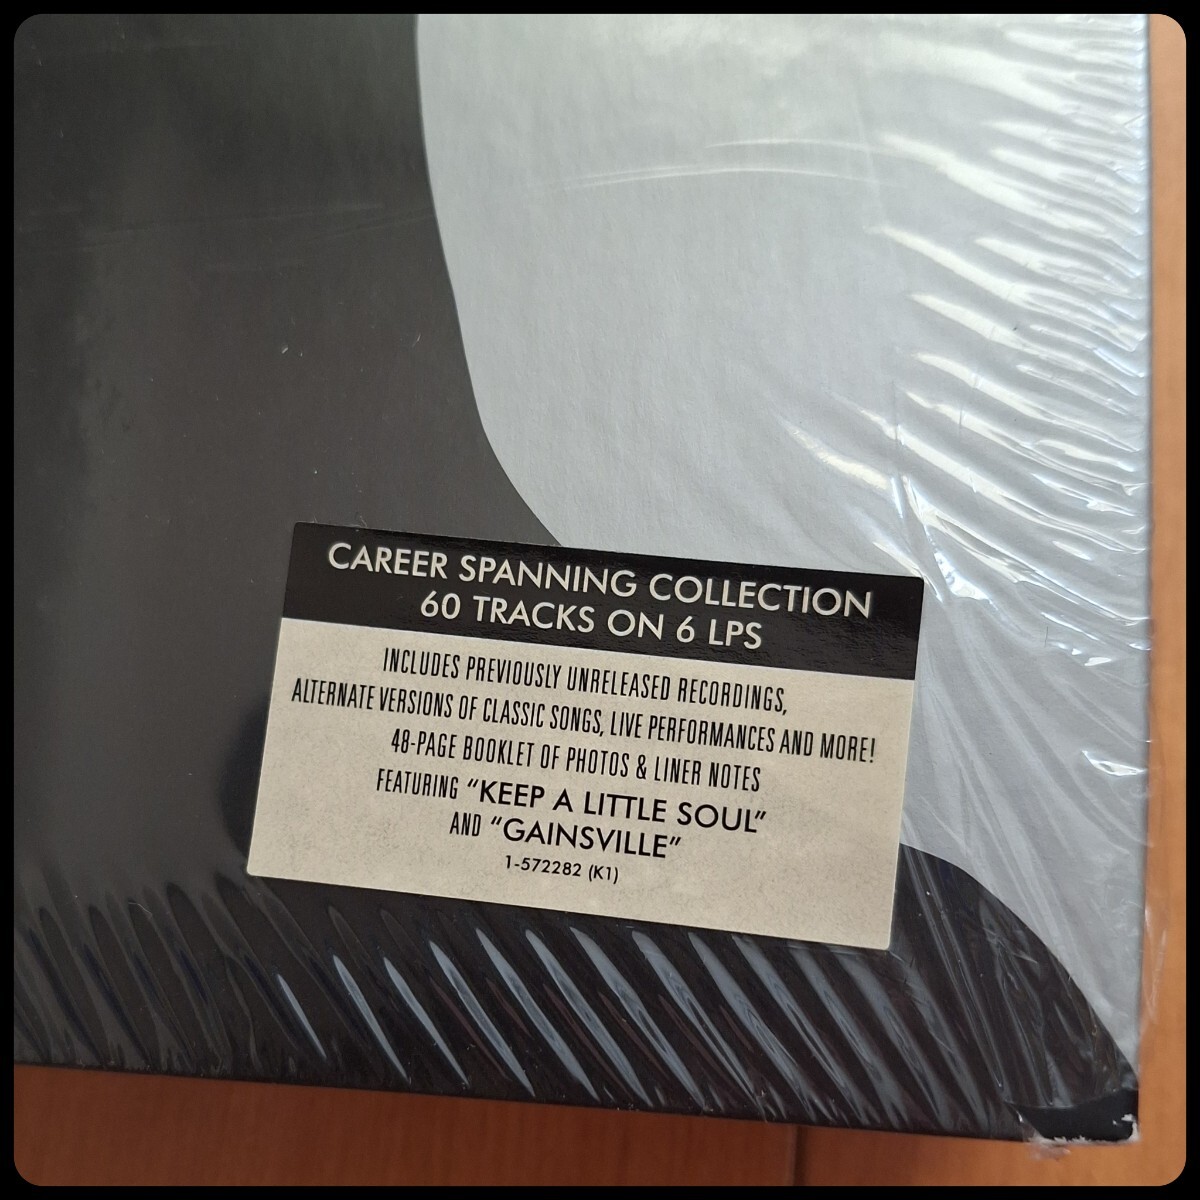 CAREER SPANNING COLLECTION
60 TRACKS ON 6 LPS
INCLUDES PREVIOUSLY UNRELEASED RECORDINGS,
ALTERNATE VERSIONS OF CLASSIC SONGS, LIVE PERFORMANCES AND MORE!
48-PAGE BOOKLET OF PHOTOS & LINER NOTES
FEATURING “KEEP A LITTLE SOUL”
AND “GAINSVILLE”
1-572282 (K1)